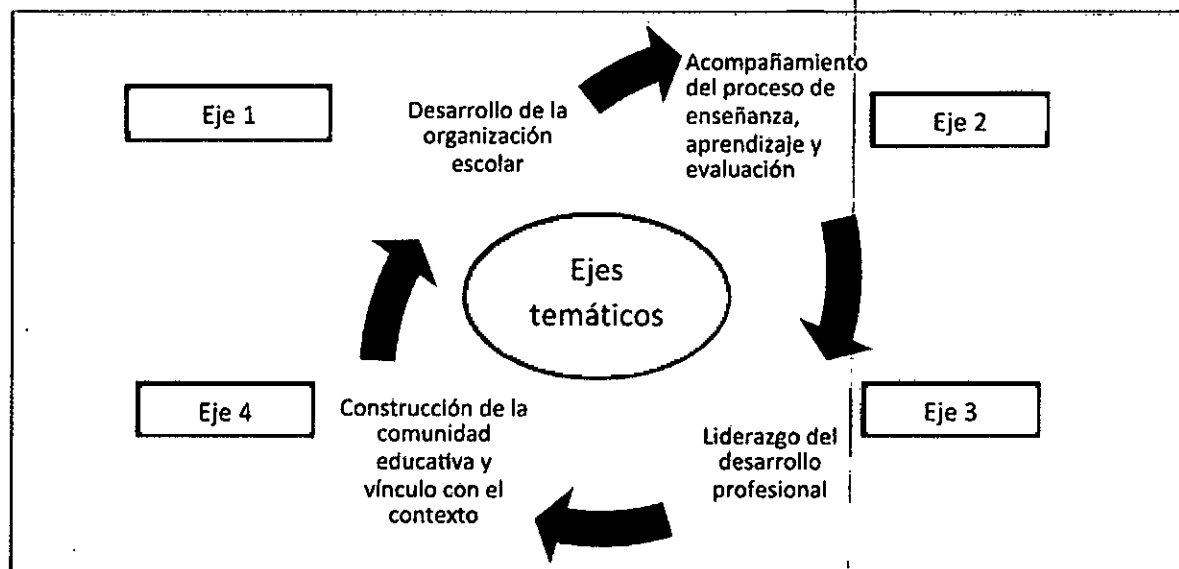 Eje 1
Desarrollo de la
organización
escolar
Acompañamiento
del proceso de
enseñanza,
aprendizaje y
evaluación
Eje 2
Ejes
temáticos
Eje 4
Construcción de la
comunidad
educativa y
vínculo con el
contexto
Liderazgo del
desarrollo
profesional
Eje 3